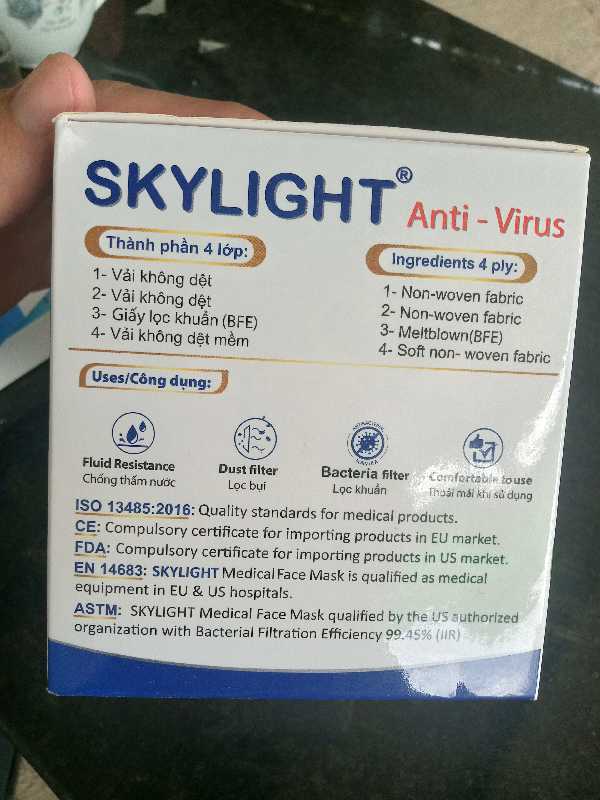 SKYLIGHT®
Anti - Virus
Thành phần 4 lớp:
1- Vải không dệt
2- Vải không dệt
3- Giấy lọc khuẩn (BFE)
4- Vải không dệt mềm
Ingredients 4 ply:
1- Non-woven fabric
2- Non-woven fabric
3- Meltblown(BFE)
4- Soft non- woven fabric
Uses/Công dụng:
Fluid Resistance
Chống thấm nước
Dust filter
Lọc bụi
ANTIBACTERIAL
Bacteria filter
Lọc khuẩn
Comfortable to use
Thoải mái khi sử dụng
ISO 13485:2016: Quality standards for medical products.
CE: Compulsory certificate for importing products in EU market.
FDA: Compulsory certificate for importing products in US market.
EN 14683: SKYLIGHT Medical Face Mask is qualified as medical
equipment in EU & US hospitals.
ASTM: SKYLIGHT Medical Face Mask qualified by the US authorized
organization with Bacterial Filtration Efficiency 99.45% (IIR)